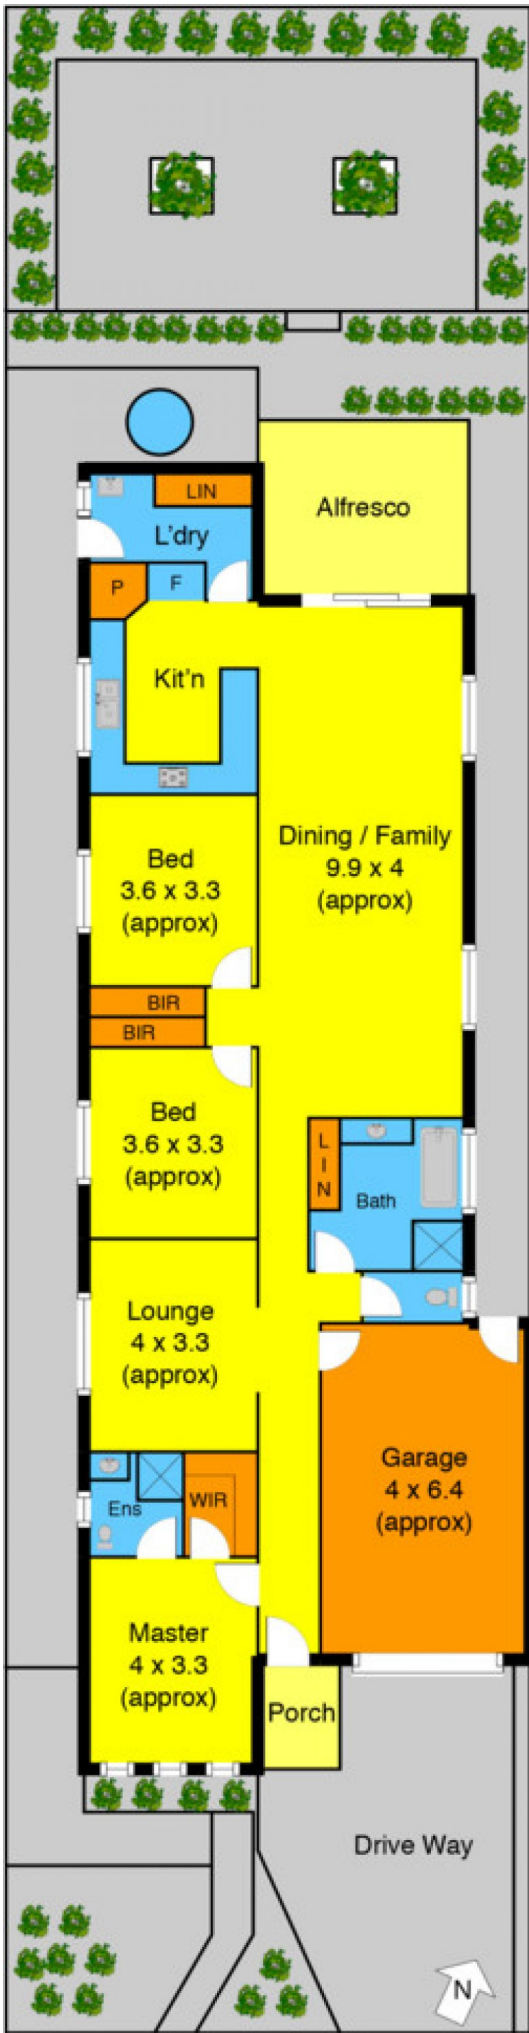 LIN
Alfresco
L'dry
P
F
Kit'n
Dining / Family
9.9 x 4
(approx)
Bed
3.6 x 3.3
(approx)
BIR
BIR
Bed
3.6 x 3.3
(approx)
LIN
Bath
Lounge
4 x 3.3
(approx)
Garage
4 x 6.4
(approx)
Ens
WIR
Master
4 x 3.3
(approx)
Porch
Drive Way
N